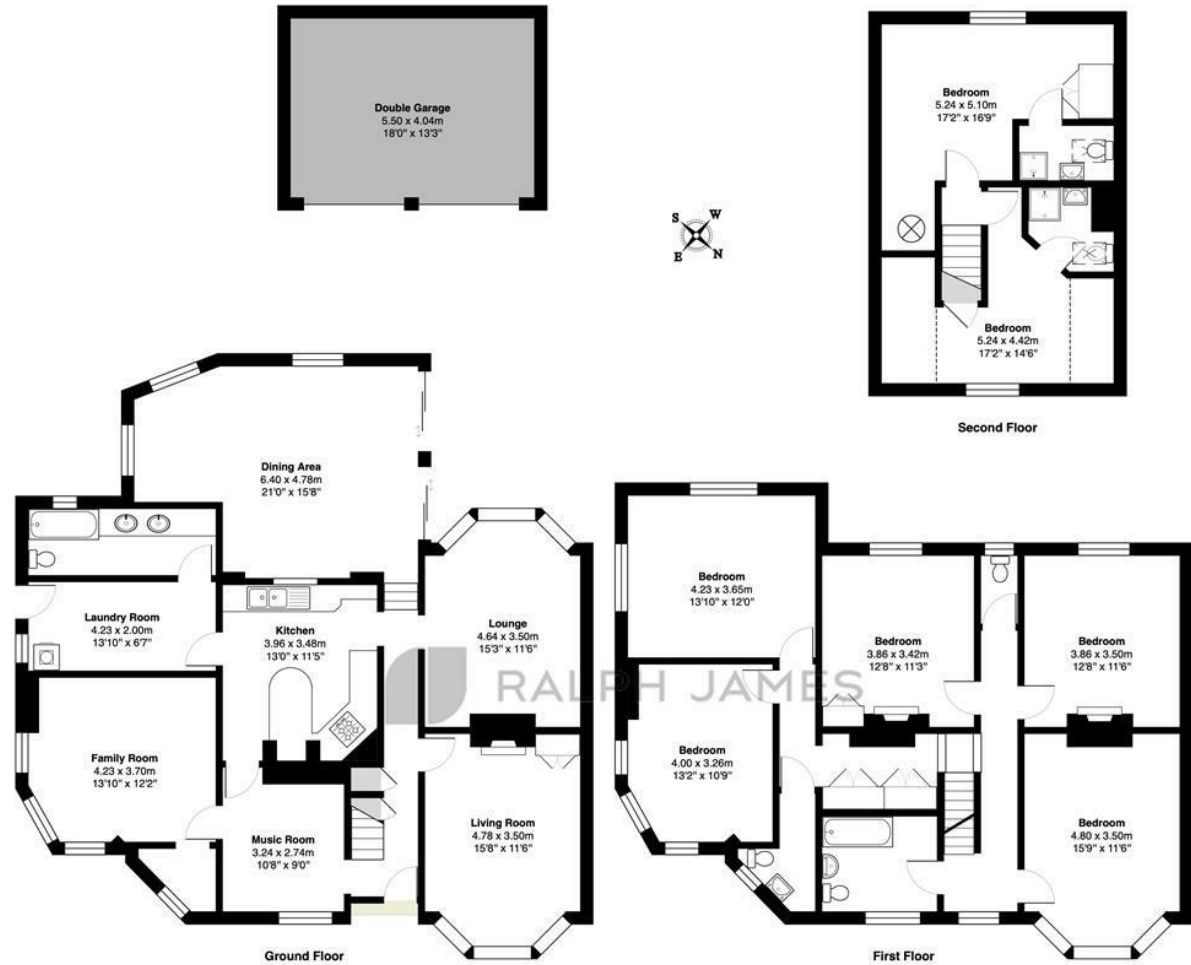 Double Garage
5.50 x 4.04m
18'0" x 13'3"
S W
E N
Bedroom
5.24 x 5.10m
17'2" x 16'9"
Bedroom
5.24 x 4.42m
17'2" x 14'6"
Second Floor
Dining Area
6.40 x 4.78m
21'0" x 15'8"
Laundry Room
4.23 x 2.00m
13'10" x 6'7"
Kitchen
3.96 x 3.48m
13'0" x 11'5"
Lounge
4.64 x 3.50m
15'3" x 11'6"
Family Room
4.23 x 3.70m
13'10" x 12'2"
Music Room
3.24 x 2.74m
10'8" x 9'0"
Living Room
4.78 x 3.50m
15'8" x 11'6"
Ground Floor
RALPH JAMES
Bedroom
4.23 x 3.65m
13'10" x 12'0"
Bedroom
3.86 x 3.42m
12'8" x 11'3"
Bedroom
3.86 x 3.50m
12'8" x 11'6"
Bedroom
4.00 x 3.26m
13'2" x 10'9"
Bedroom
4.80 x 3.50m
15'9" x 11'6"
First Floor